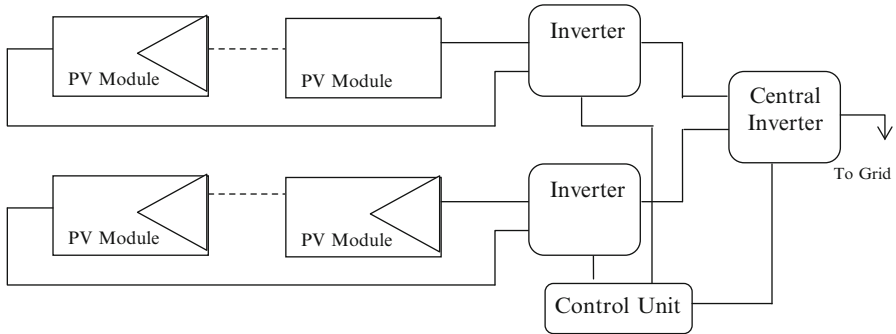 Inverter
PV Module
PV Module
Central
Inverter
To Grid
Inverter
PV Module
PV Module
Control Unit